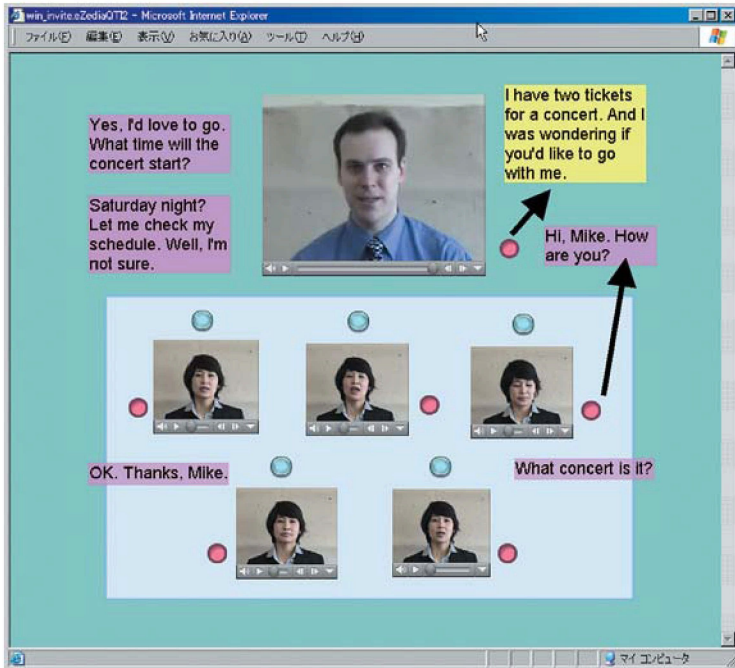 win_invite.eZediaQTI2 - Microsoft Internet Explorer
ファイル(F) 編集(E) 表示(V) お気に入り(A) ツール(T) ヘルプ(H)
Yes, I'd love to go.
What time will the
concert start?
I have two tickets
for a concert. And I
was wondering if
you'd like to go
with me.
Saturday night?
Let me check my
schedule. Well, I'm
not sure.
Hi, Mike. How
are you?
OK. Thanks, Mike.
What concert is it?
マイ コンピュータ